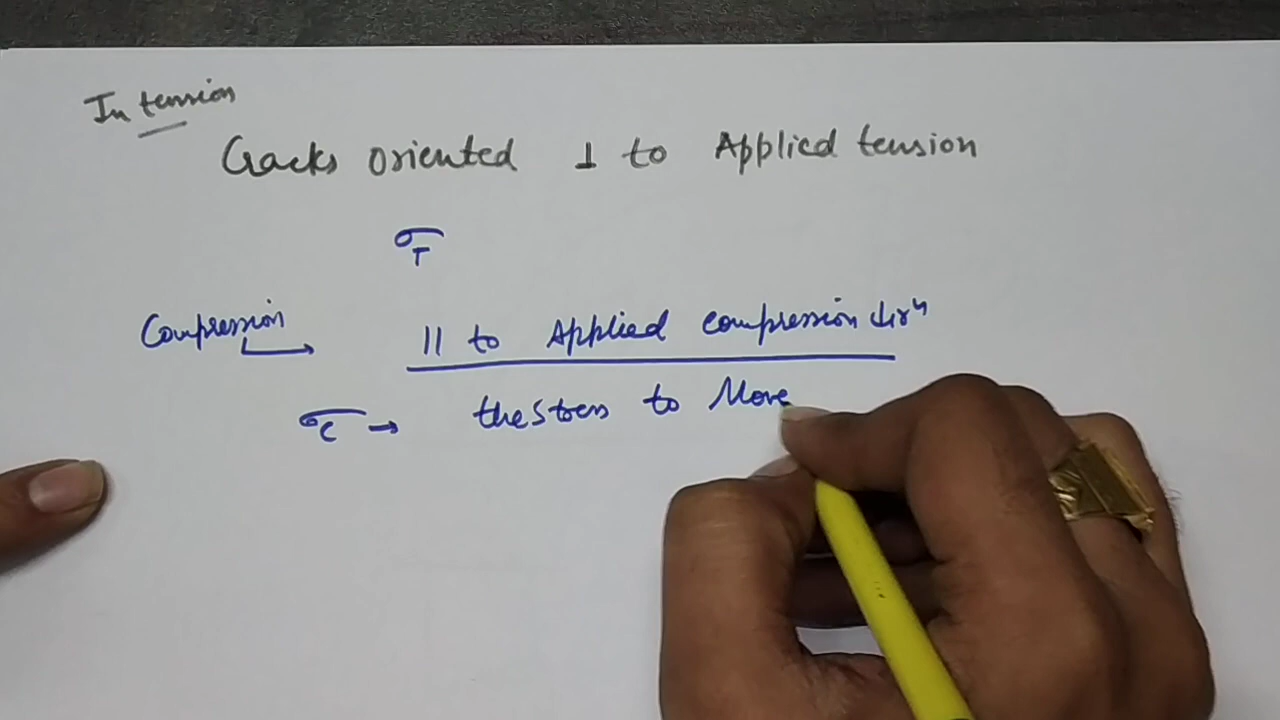 In tension
Cracks oriented ⊥ to Applied tension
σT
Compression
|| to Applied compression dirⁿ
σc → the stress to Move